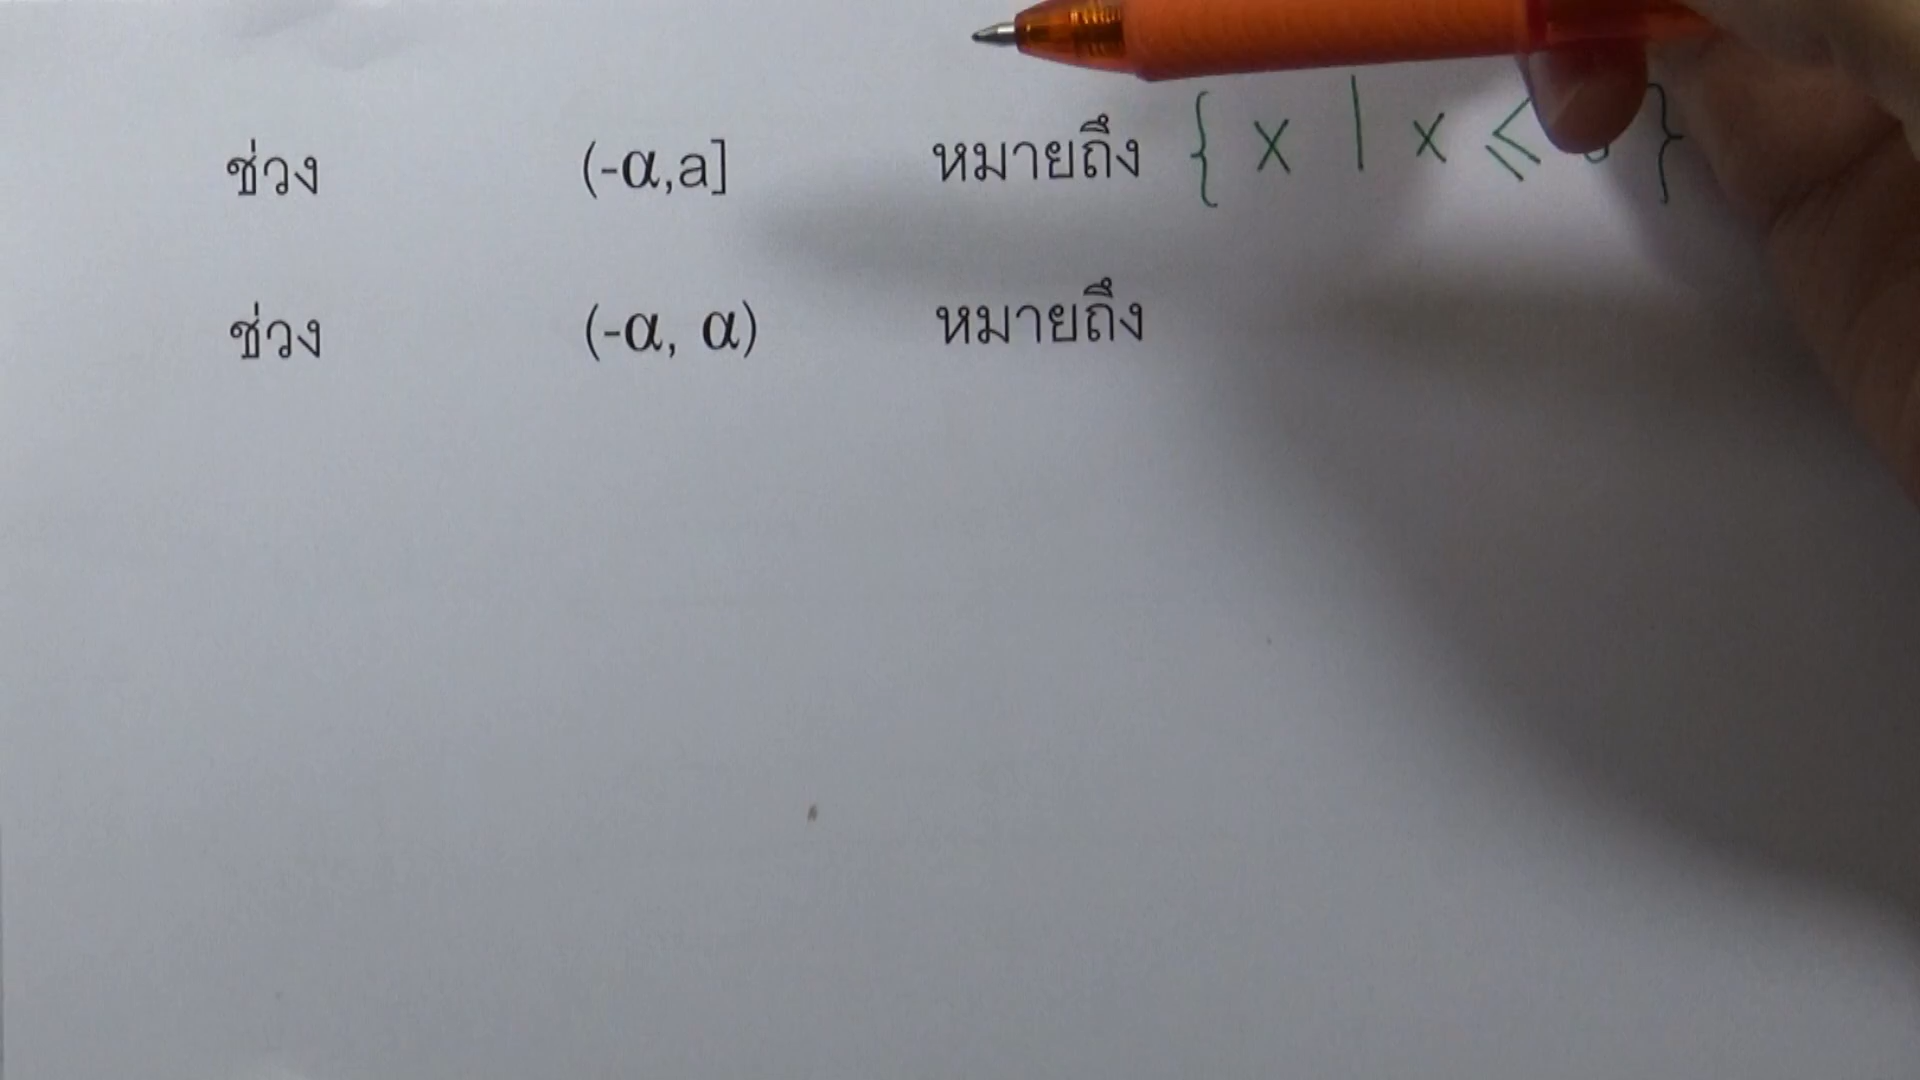 ช่วง (-α,a] หมายถึง { x | x ≤ }
ช่วง (-α, α) หมายถึง